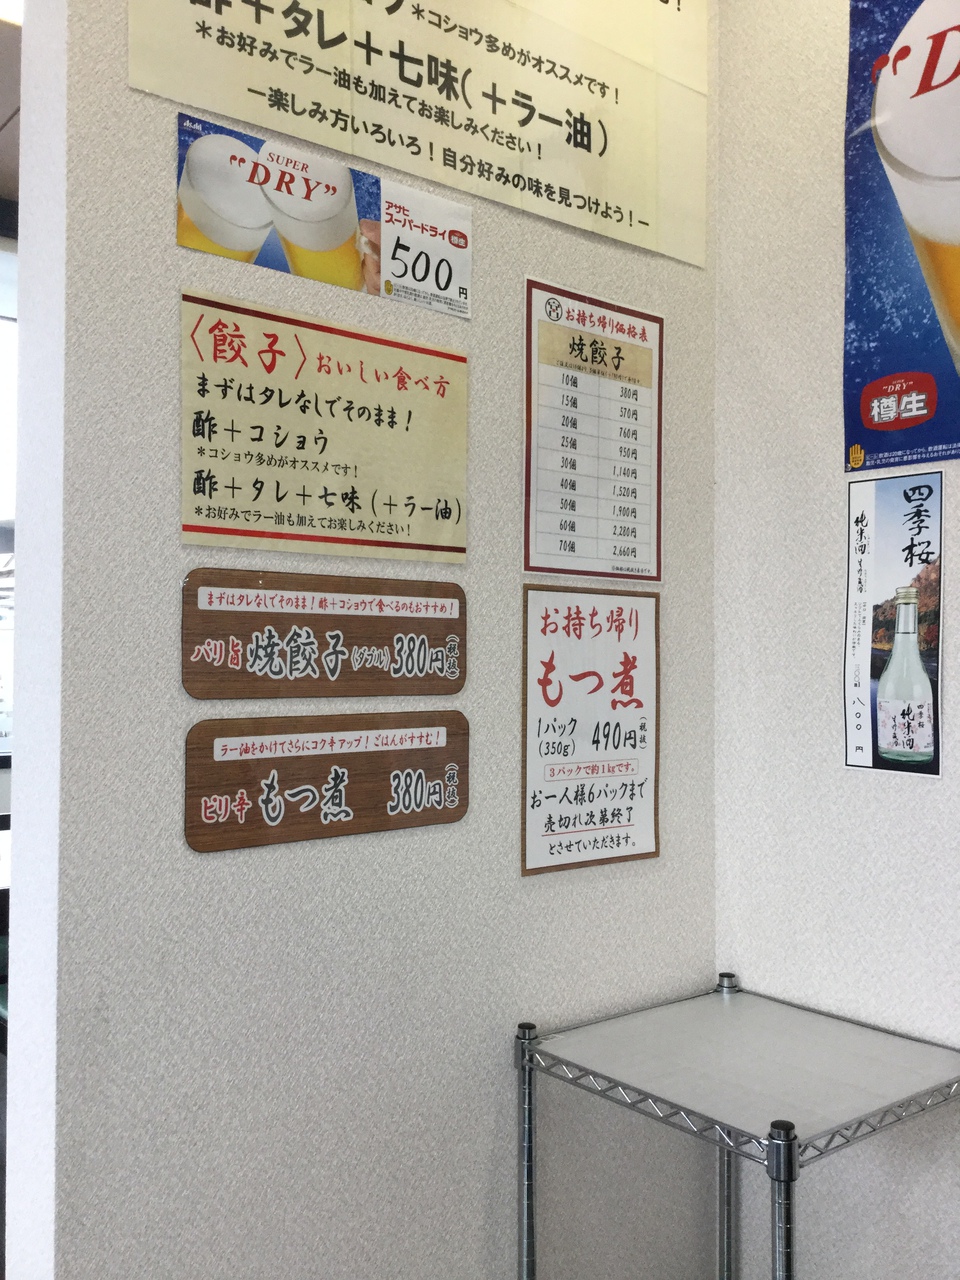 *コショウ多めがオススメです！
酢＋タレ＋七味(＋ラー油)
*お好みでラー油も加えてお楽しみください！
ー楽しみ方いろいろ！自分好みの味を見つけよう！ー
Asahi
SUPER
"DRY"
アサヒ
スーパードライ 樽生
500円
〈餃子〉おいしい食べ方
まずはタレなしでそのまま！
酢＋コショウ
*コショウ多めがオススメです！
酢＋タレ＋七味(＋ラー油)
*お好みでラー油も加えてお楽しみください！
まずはタレなしでそのまま！酢＋コショウで食べるのもおすすめ！
パリ旨 焼餃子(ダブル) 380円(税抜)
ラー油をかけてさらにコク辛アップ！ごはんがすすむ！
ピリ辛 もつ煮 380円(税抜)
お持ち帰り価格表
焼餃子
10個 380円
15個 570円
20個 760円
25個 950円
30個 1,140円
40個 1,520円
50個 1,900円
60個 2,280円
70個 2,660円
お持ち帰り
もつ煮
1パック
(350g) 490円(税抜)
3パックで約1kgです。
お一人様6パックまで
売切れ次第終了
とさせていただきます。
"D
"DRY"
樽生
四季桜
純米酒
八〇〇円
四季桜
純米酒